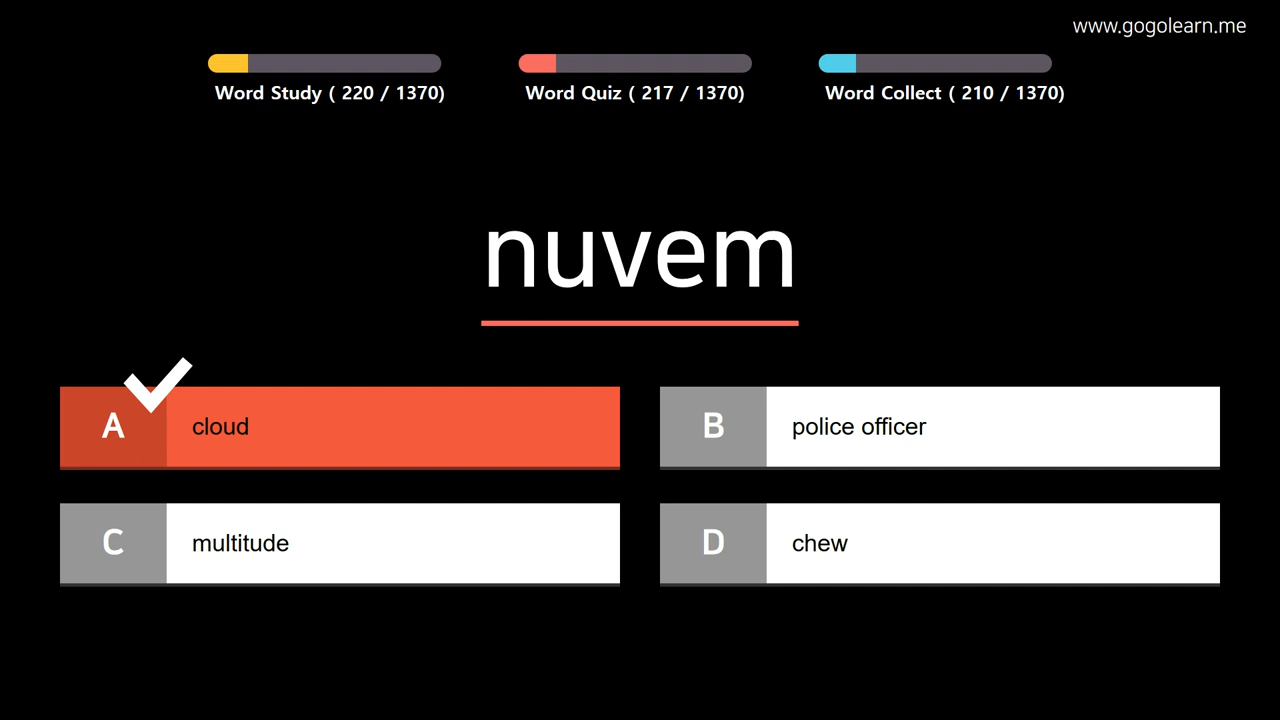 www.gogolearn.me
Word Study ( 220 / 1370)
Word Quiz ( 217 / 1370)
Word Collect ( 210 / 1370)
nuvem
A cloud
B police officer
C multitude
D chew